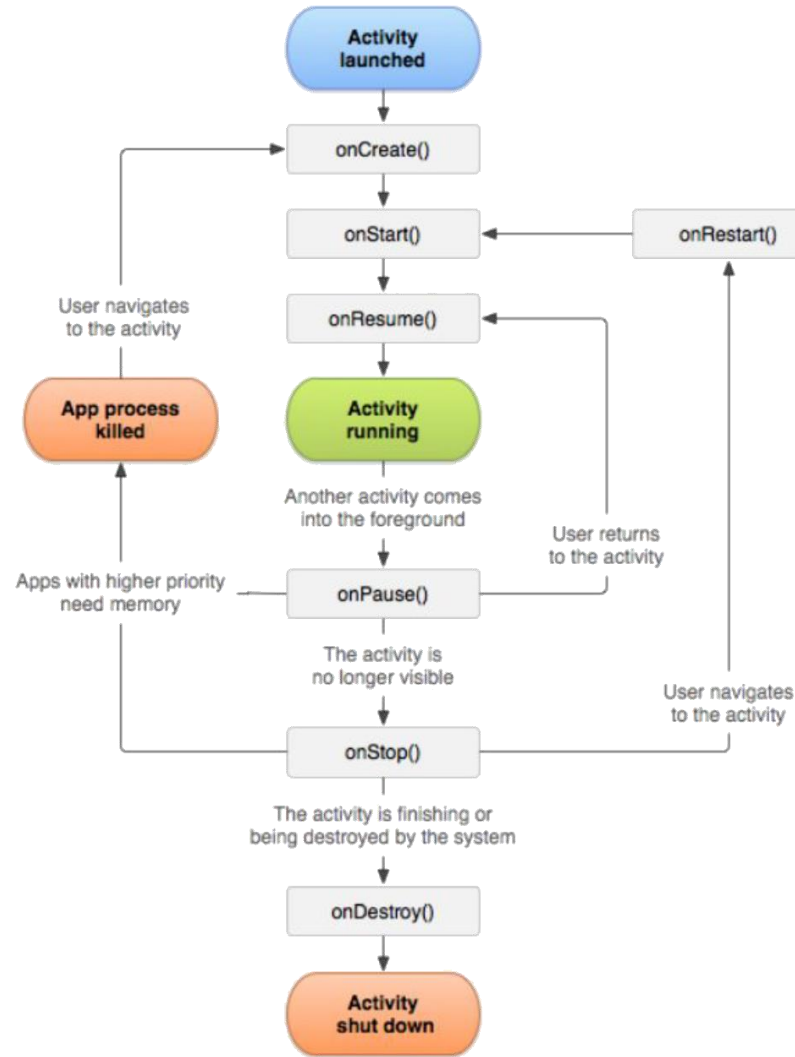 Activity
launched
onCreate()
onStart()
onRestart()
User navigates
to the activity
onResume()
App process
killed
Activity
running
Another activity comes
into the foreground
User returns
to the activity
Apps with higher priority
need memory
onPause()
The activity is
no longer visible
User navigates
to the activity
onStop()
The activity is finishing or
being destroyed by the system
onDestroy()
Activity
shut down